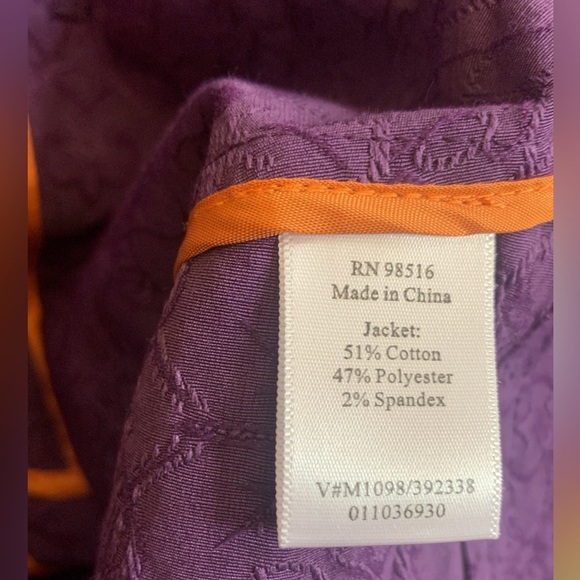 RN 98516
Made in China
Jacket:
51% Cotton
47% Polyester
2% Spandex
V#M1098/392338
011036930